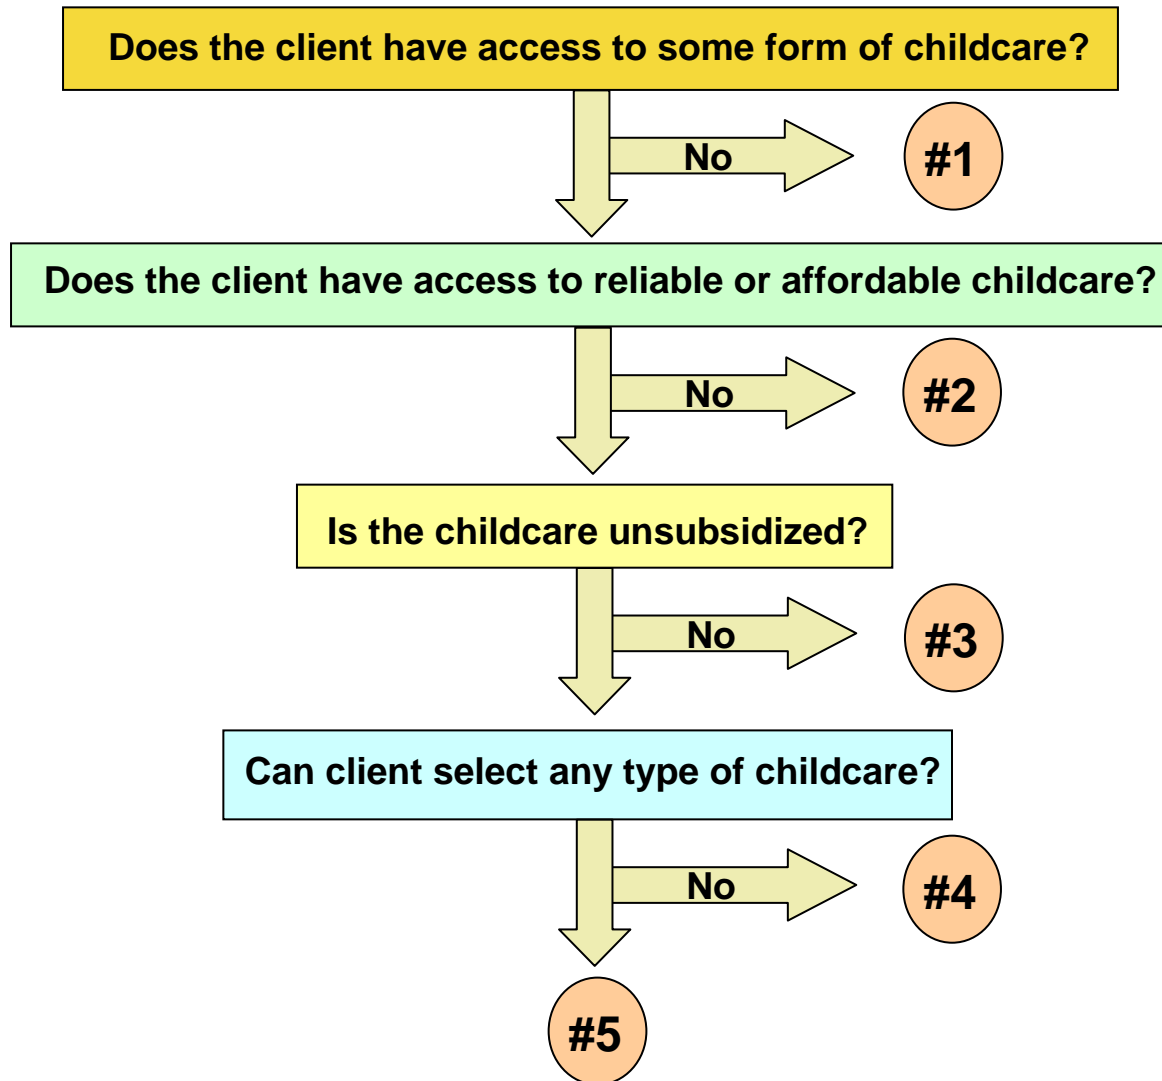 Does the client have access to some form of childcare?
No
#1
Does the client have access to reliable or affordable childcare?
No
#2
Is the childcare unsubsidized?
No
#3
Can client select any type of childcare?
No
#4
#5